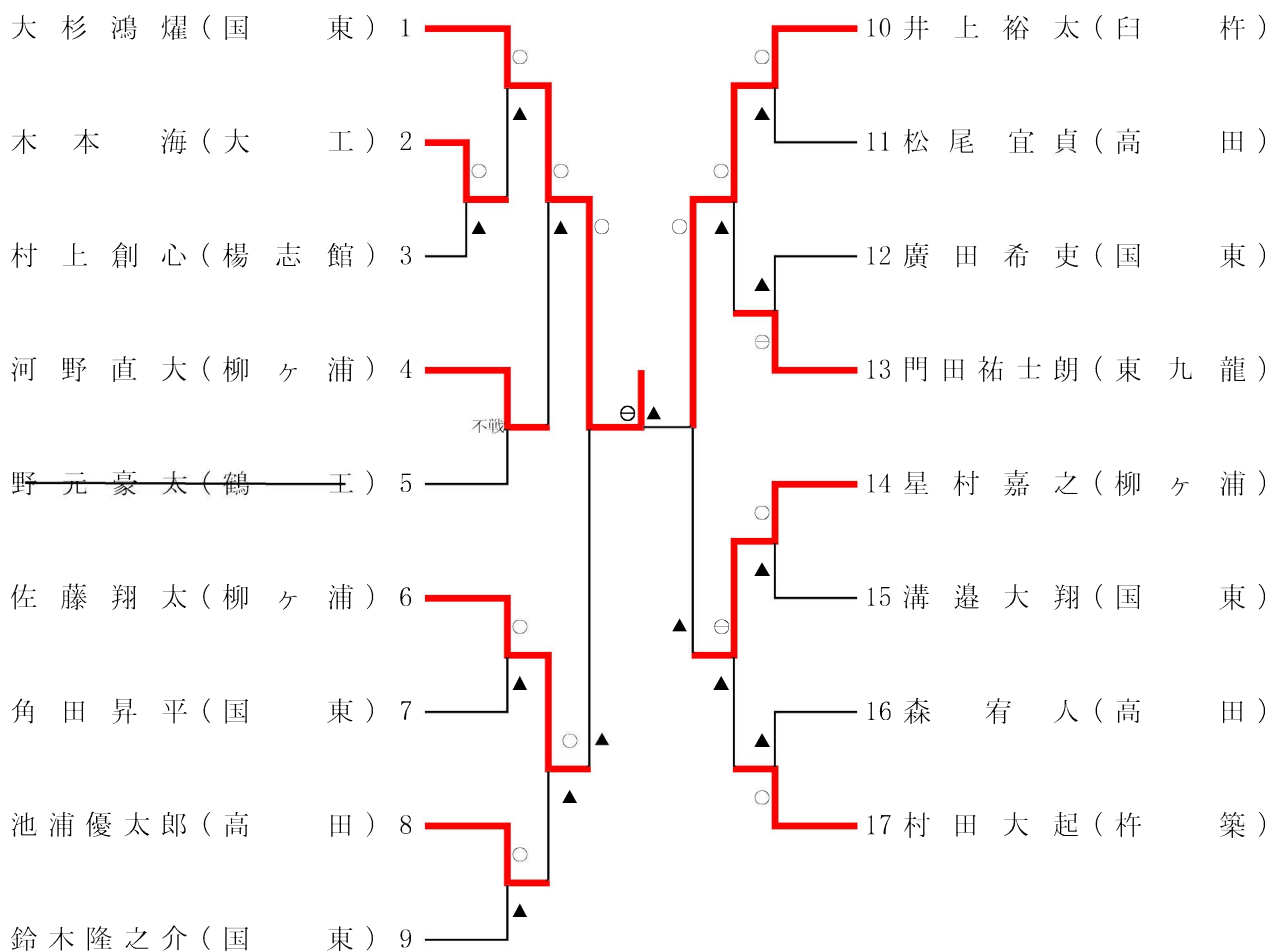 大杉鴻燿(国東) 1
木本海(大工) 2
村上創心(楊志館) 3
河野直大(柳ヶ浦) 4
不戦
野元豪太(鶴工) 5
佐藤翔太(柳ヶ浦) 6
角田昇平(国東) 7
池浦優太郎(高田) 8
鈴木隆之介(国東) 9
10 井上裕太(臼杵)
11 松尾宜貞(高田)
12 廣田希吏(国東)
13 門田祐士朗(東九龍)
14 星村嘉之(柳ヶ浦)
15 溝邉大翔(国東)
16 森宥人(高田)
17 村田大起(杵築)